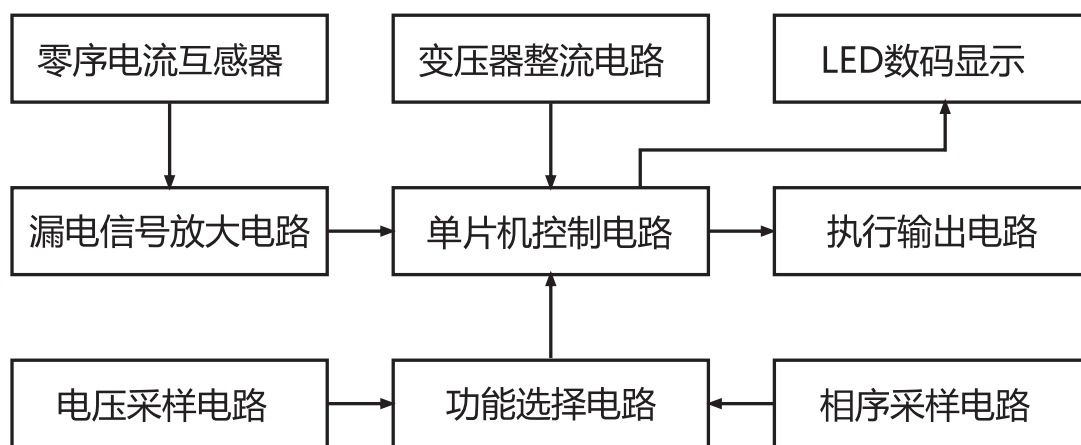 零序电流互感器
变压器整流电路
LED数码显示
漏电信号放大电路
单片机控制电路
执行输出电路
电压采样电路
功能选择电路
相序采样电路